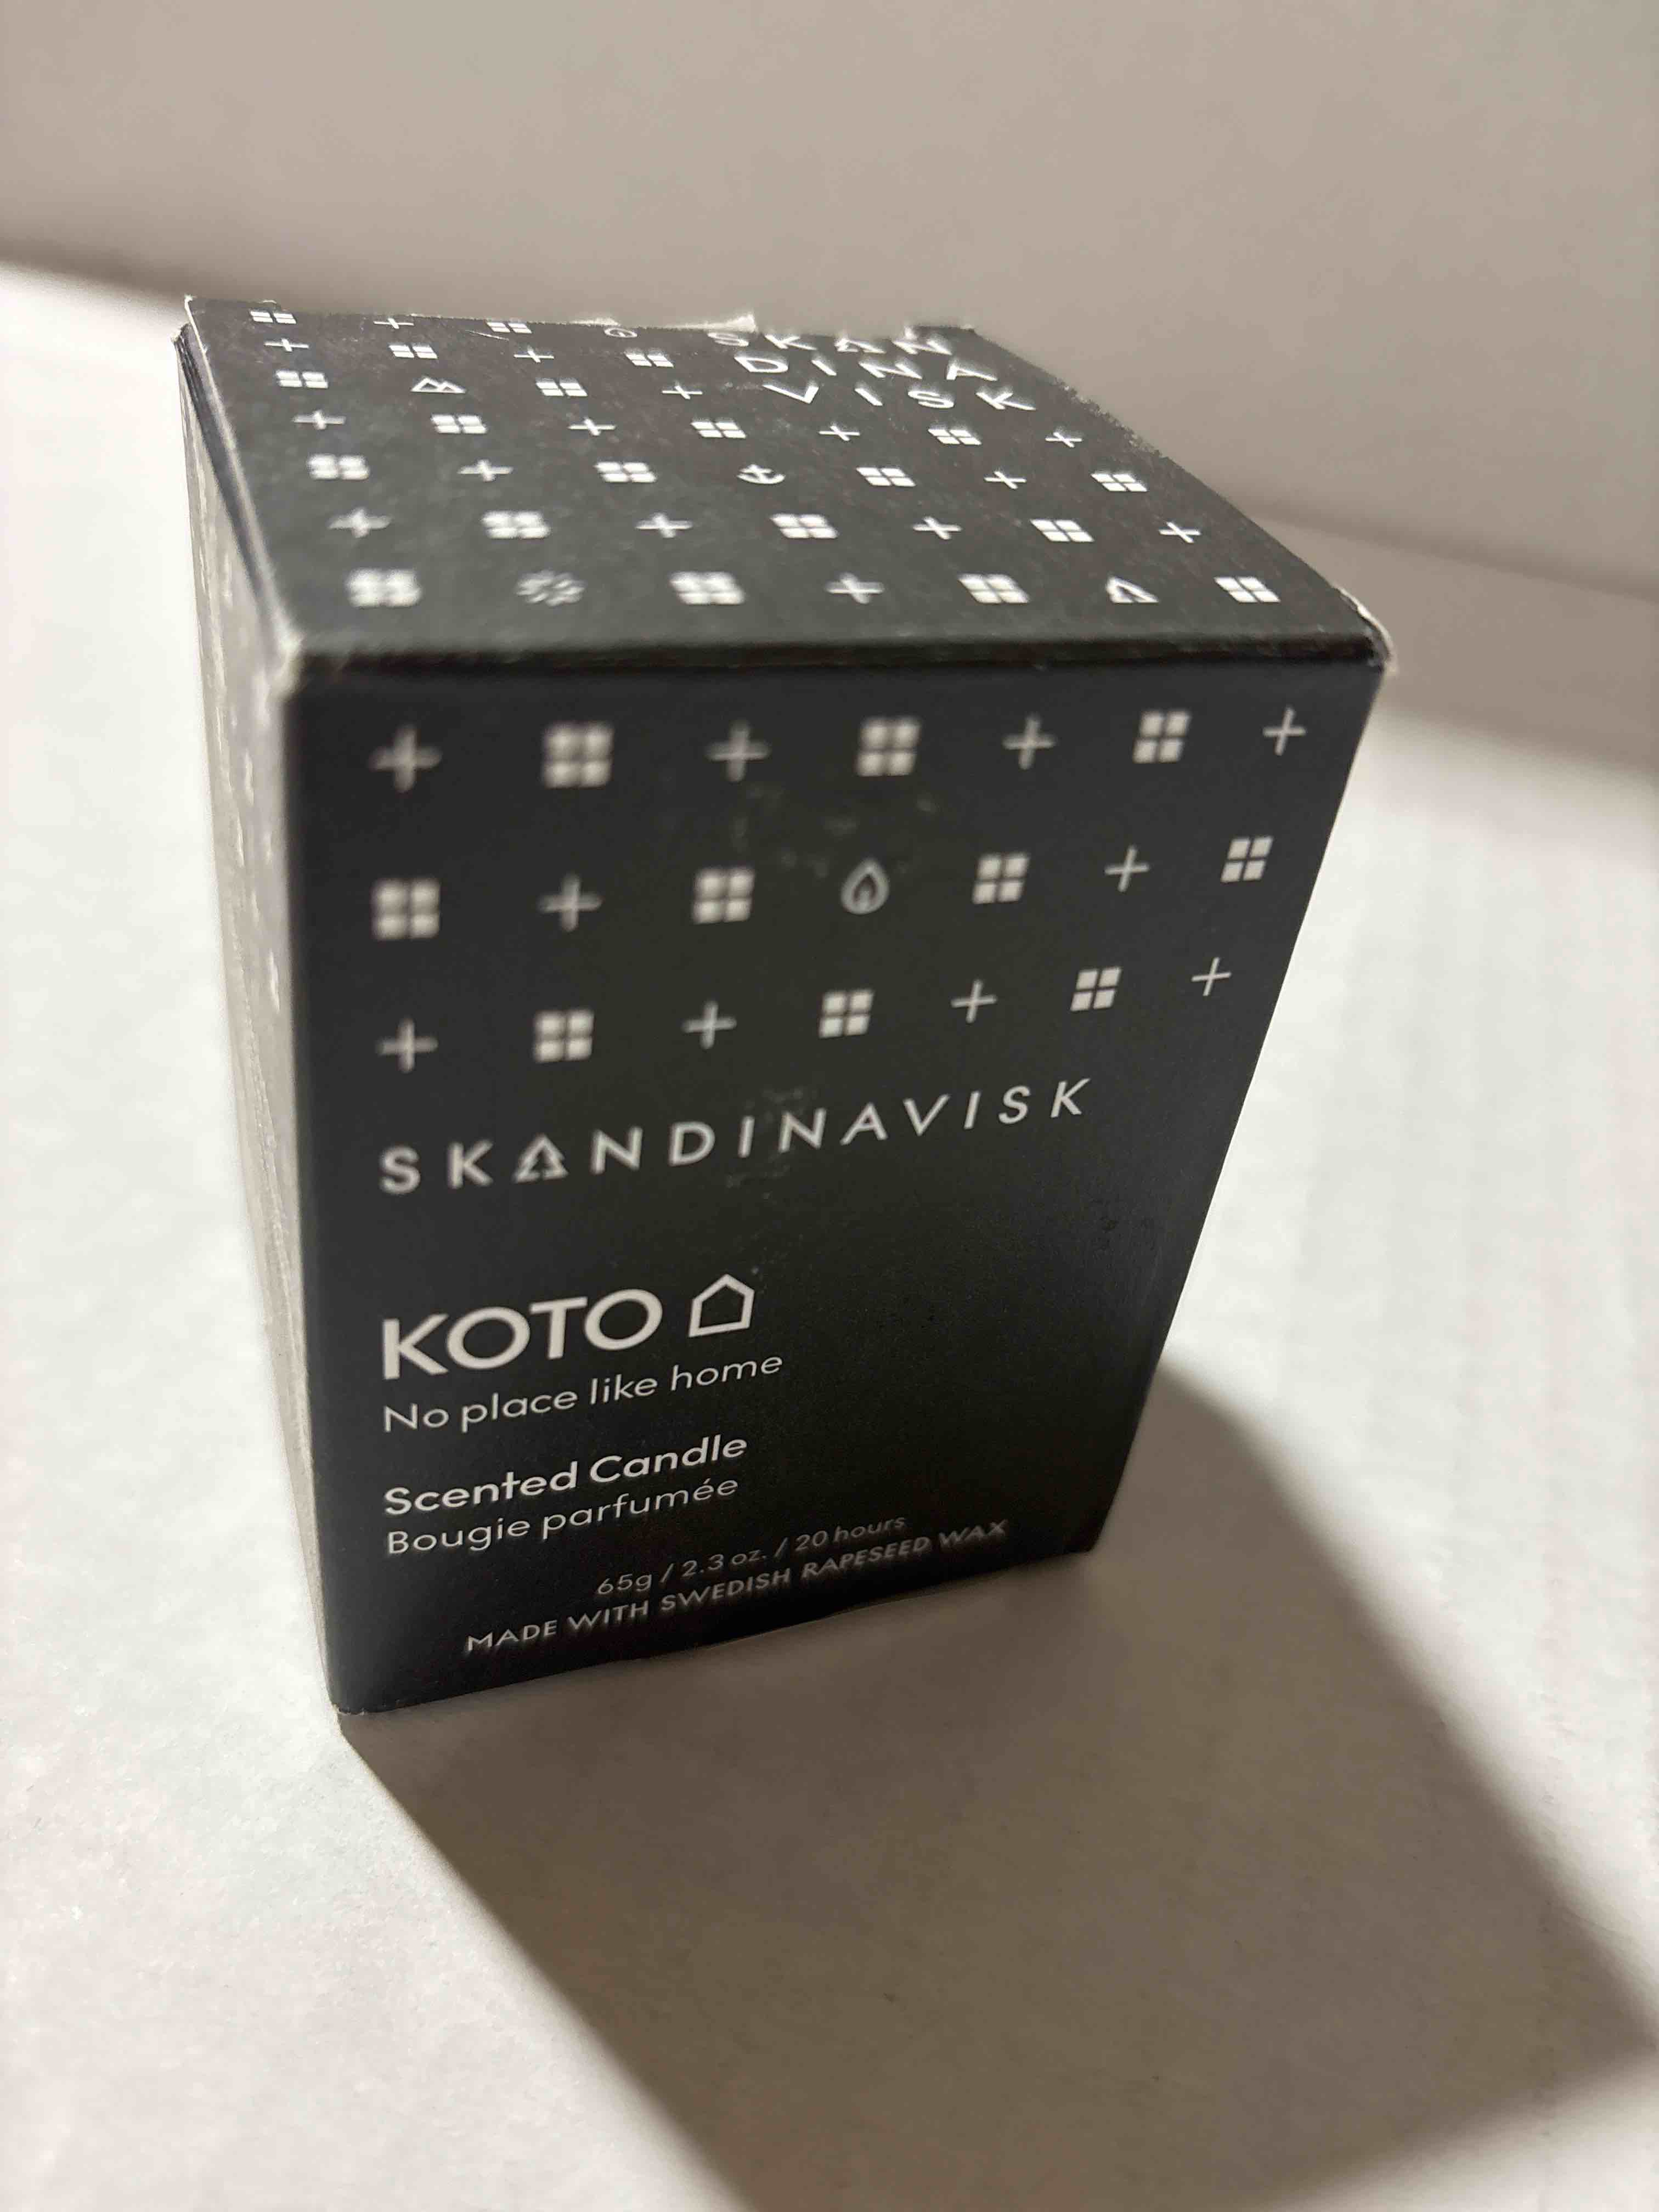 SKAN
DINA
VISK
SKANDINAVISK
KOTO
No place like home
Scented Candle
Bougie parfumée
65g / 2.3 oz. / 20 hours
MADE WITH SWEDISH RAPESEED WAX